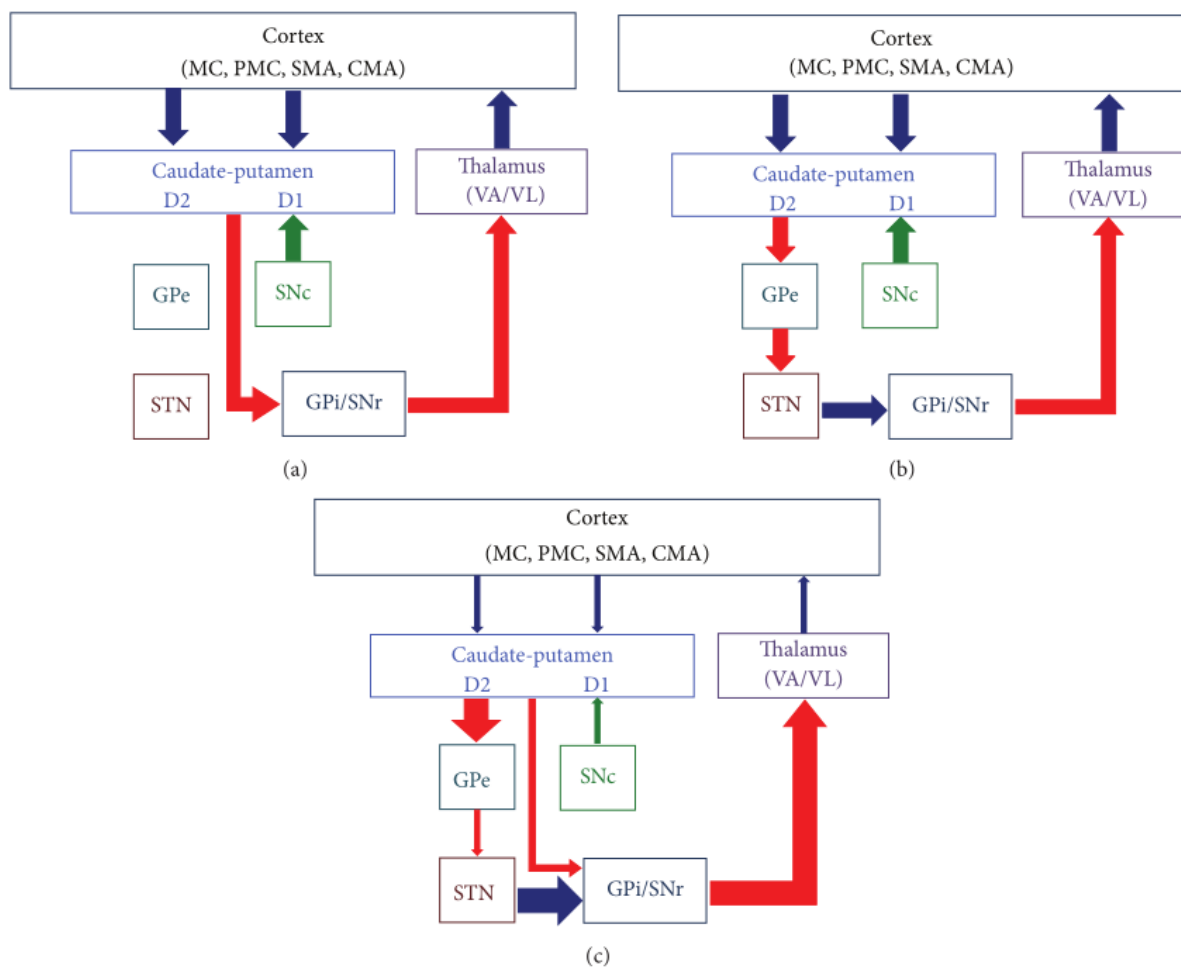 Cortex
(MC, PMC, SMA, CMA)
Caudate-putamen
D2 D1
Thalamus
(VA/VL)
GPe
SNc
STN
GPi/SNr
(a)
Cortex
(MC, PMC, SMA, CMA)
Caudate-putamen
D2 D1
Thalamus
(VA/VL)
GPe
SNc
STN
GPi/SNr
(b)
Cortex
(MC, PMC, SMA, CMA)
Caudate-putamen
D2 D1
Thalamus
(VA/VL)
GPe
SNc
STN
GPi/SNr
(c)